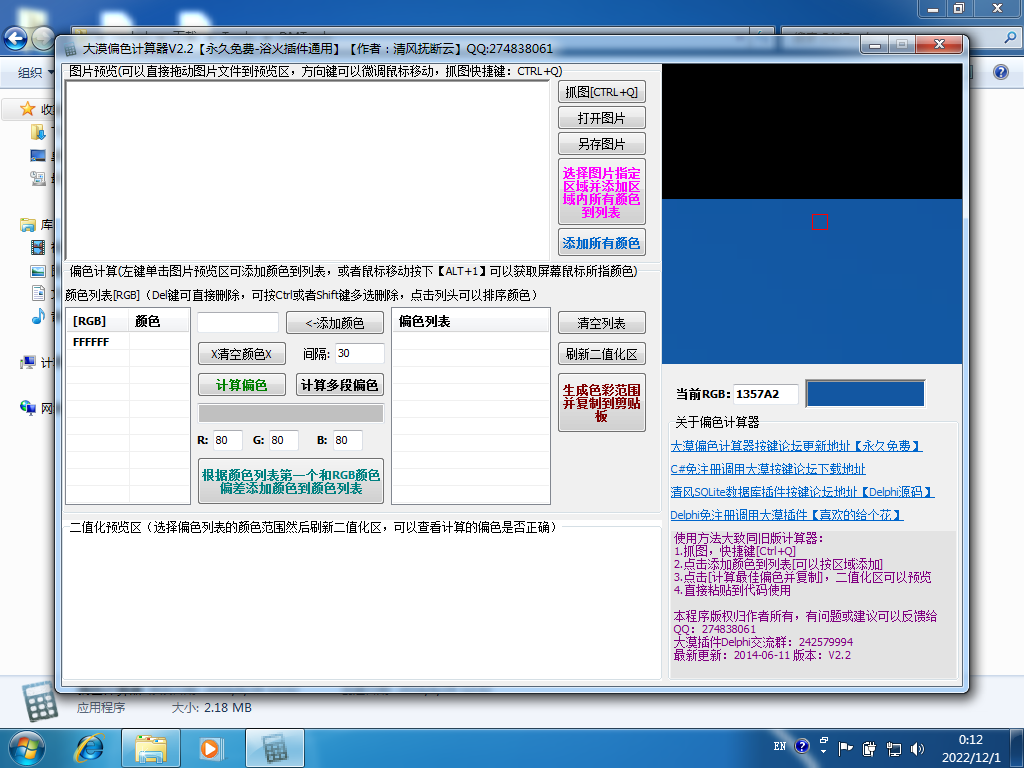 大漠偏色计算器V2.2【永久免费-浴火插件通用】【作者：清风抚断云】QQ:274838061
组织
收
库
计
网
图片预览(可以直接拖动图片文件到预览区，方向键可以微调鼠标移动，抓图快捷键：CTRL+Q)
抓图[CTRL+Q]
打开图片
另存图片
选择图片指定
区域并添加区
域内所有颜色
到列表
添加所有颜色
偏色计算(左键单击图片预览区可添加颜色到列表，或者鼠标移动按下【ALT+1】可以获取屏幕鼠标所指颜色)
颜色列表[RGB]（Del键可直接删除，可按Ctrl或者Shift键多选删除，点击列头可以排序颜色）
[RGB] 颜色
FFFFFF
<-添加颜色
X清空颜色X 间隔: 30
计算偏色 计算多段偏色
R: 80 G: 80 B: 80
根据颜色列表第一个和RGB颜色
偏差添加颜色到颜色列表
偏色列表
清空列表
刷新二值化区
生成色彩范围
并复制到剪贴
板
二值化预览区（选择偏色列表的颜色范围然后刷新二值化区，可以查看计算的偏色是否正确）
当前RGB: 1357A2
关于偏色计算器
大漠偏色计算器按键论坛更新地址【永久免费】
C#免注册调用大漠按键论坛下载地址
清风SQLite数据库插件按键论坛地址【Delphi源码】
Delphi免注册调用大漠插件【喜欢的给个花】
使用方法大致同旧版计算器：
1.抓图，快捷键[Ctrl+Q]
2.点击添加颜色到列表[可以按区域添加]
3.点击[计算最佳偏色并复制]，二值化区可以预览
4.直接粘贴到代码使用
本程序版权归作者所有，有问题或建议可以反馈给
QQ：274838061
大漠插件Delphi交流群：242579994
最新更新：2014-06-11 版本：V2.2
应用程序 大小: 2.18 MB
EN
0:12
2022/12/1